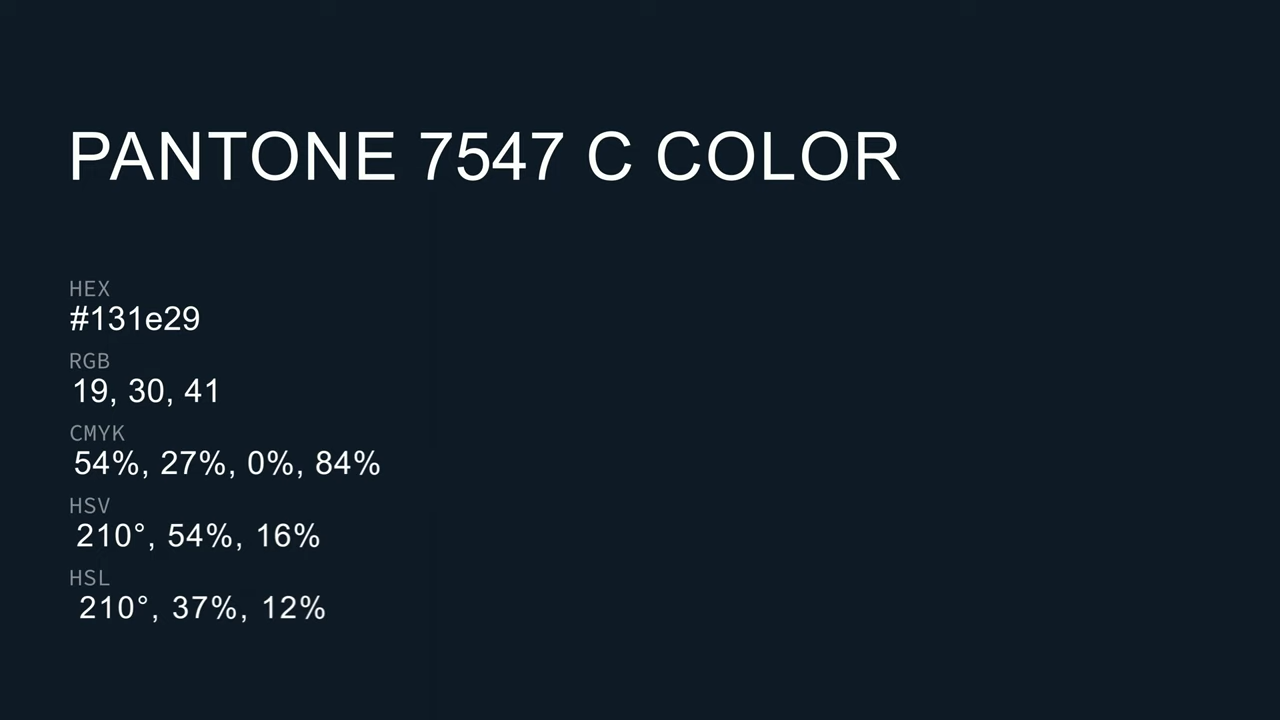 PANTONE 7547 C COLOR
HEX
#131e29
RGB
19, 30, 41
CMYK
54%, 27%, 0%, 84%
HSV
210°, 54%, 16%
HSL
210°, 37%, 12%